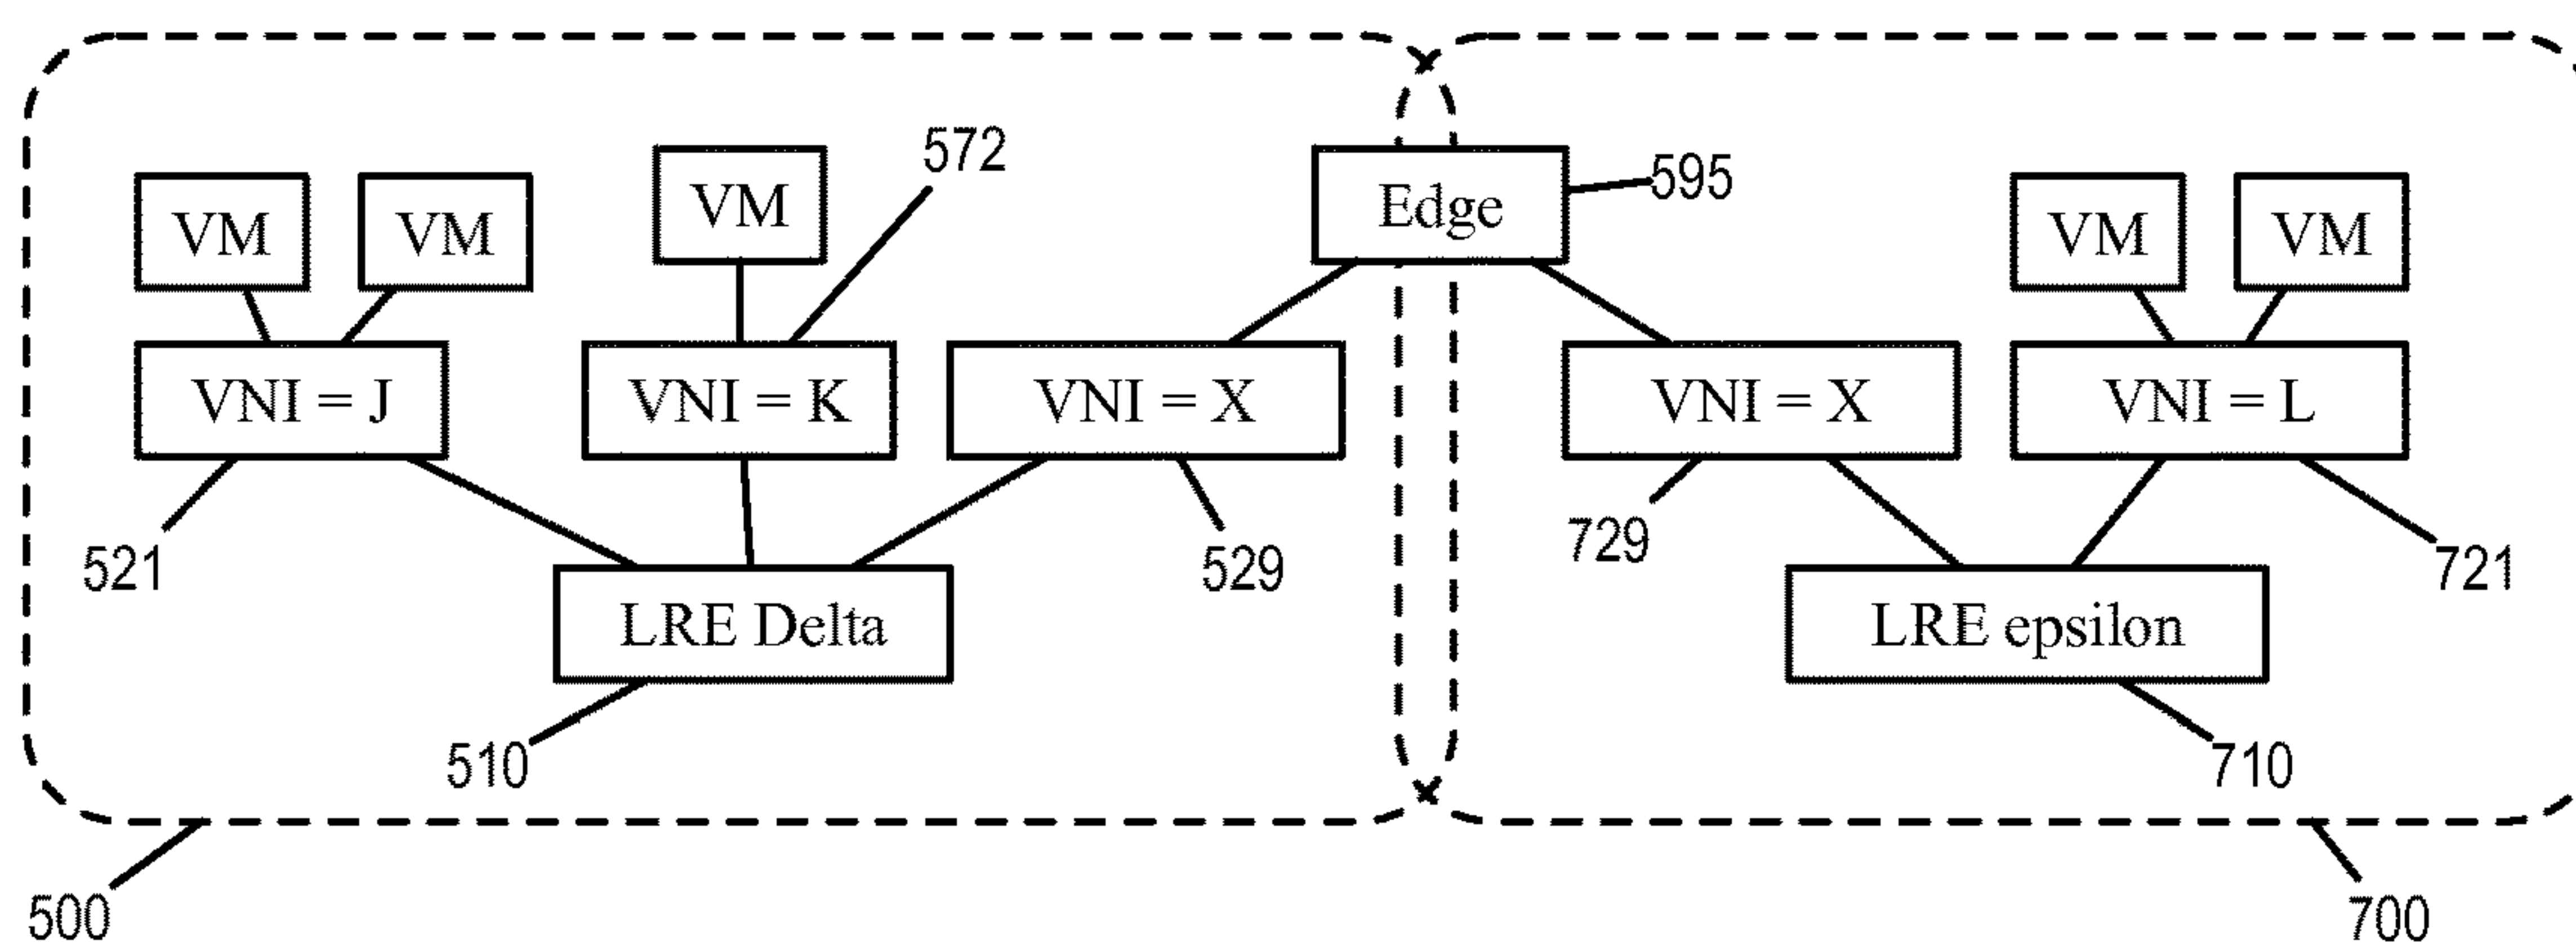 572
VM
VM
VM
Edge
595
VM
VM
VNI = J
VNI = K
VNI = X
VNI = X
VNI = L
521
529
729
721
LRE Delta
LRE epsilon
510
710
500
700